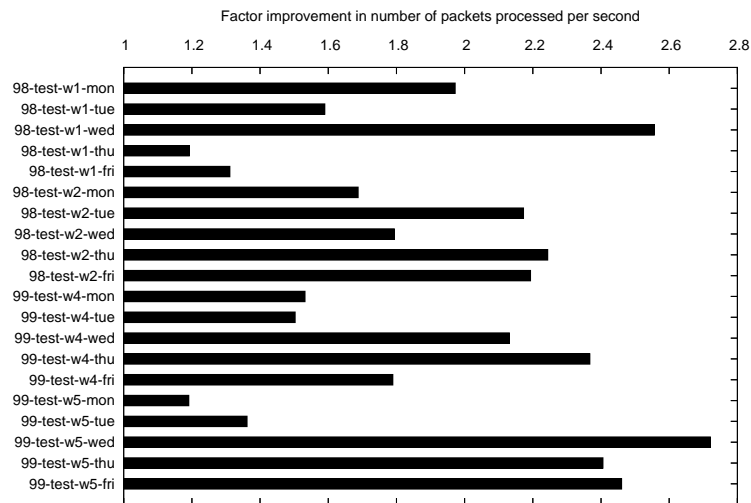 Factor improvement in number of packets processed per second
1 1.2 1.4 1.6 1.8 2 2.2 2.4 2.6 2.8
98-test-w1-mon
98-test-w1-tue
98-test-w1-wed
98-test-w1-thu
98-test-w1-fri
98-test-w2-mon
98-test-w2-tue
98-test-w2-wed
98-test-w2-thu
98-test-w2-fri
99-test-w4-mon
99-test-w4-tue
99-test-w4-wed
99-test-w4-thu
99-test-w4-fri
99-test-w5-mon
99-test-w5-tue
99-test-w5-wed
99-test-w5-thu
99-test-w5-fri